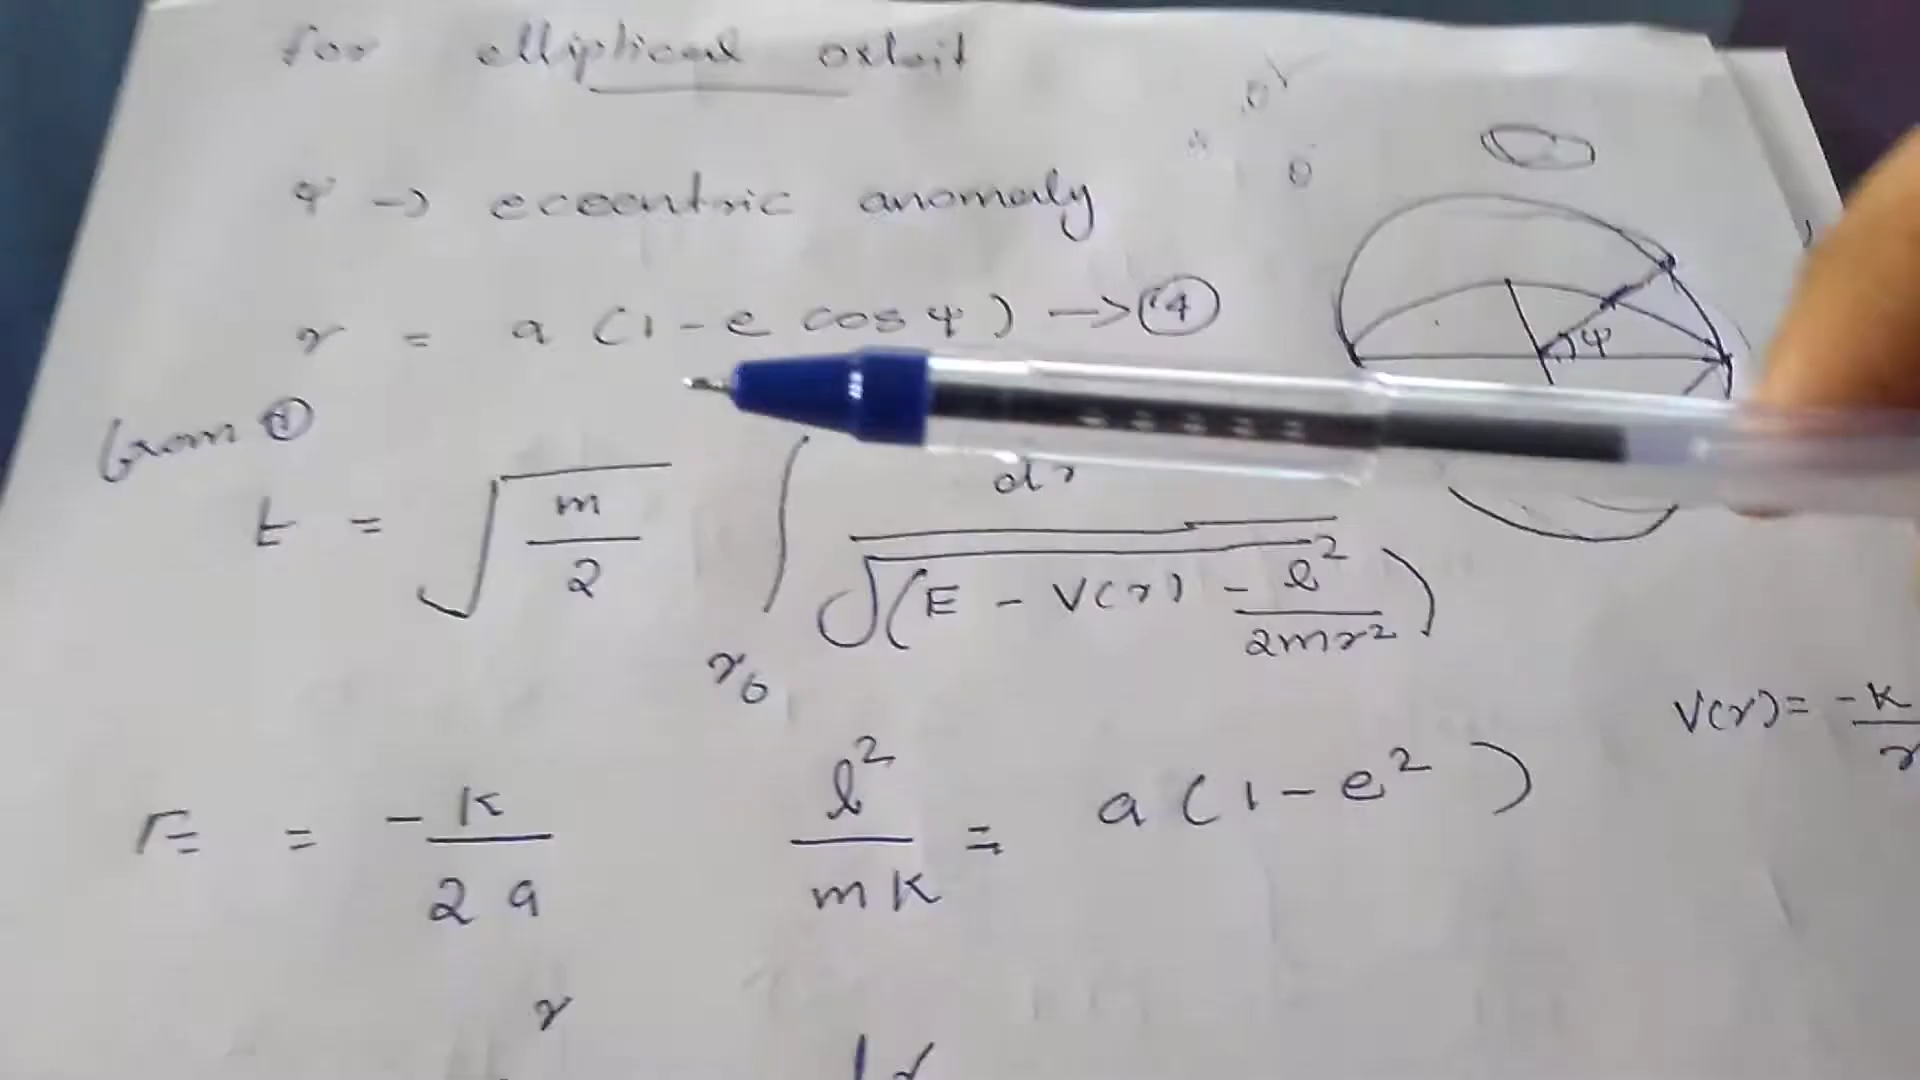 for elliptical orbit
ψ → eccentric anomaly
r = a (1 - e cos ψ) → (4)
ψ
from ①
t = √(m/2) ∫ r₀ dr / √(E - V(r) - l²/2mr²)
V(r) = -k/r
E = -k/2a l²/mk = a(1 - e²)
r